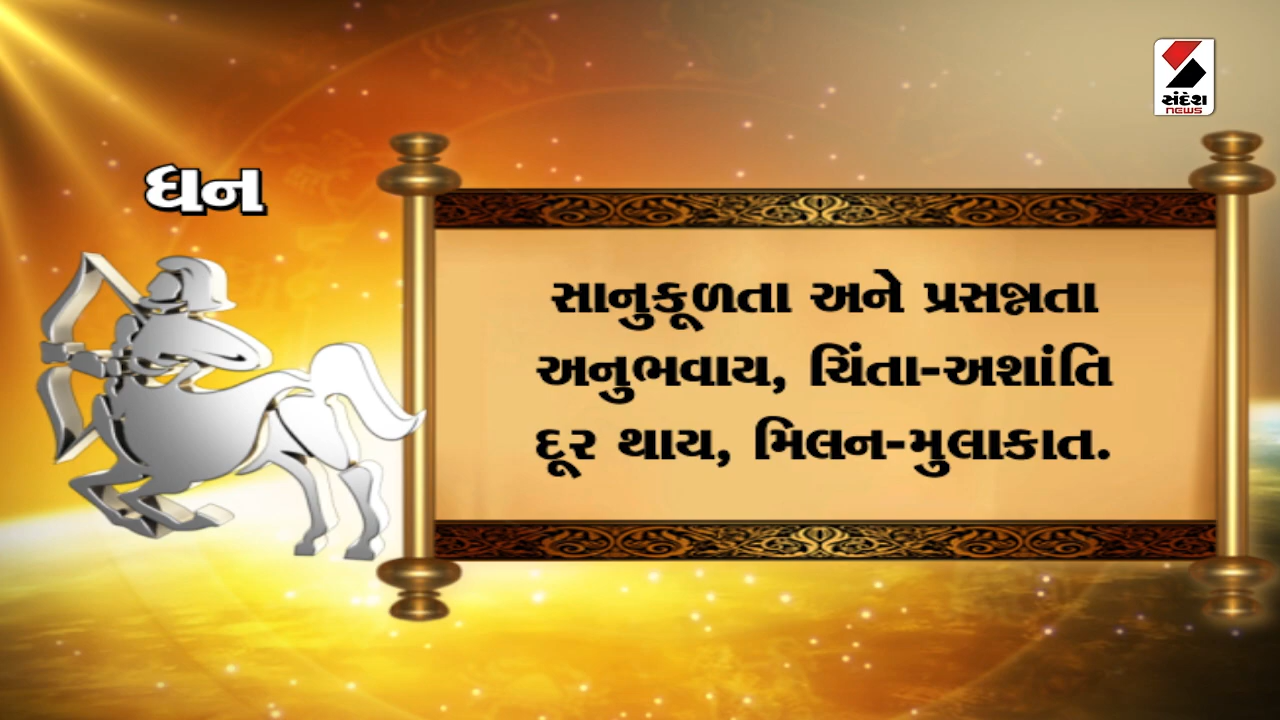 સંદેશ
NEWS
ધન
સાનુકૂળતા અને પ્રસન્નતા
અનુભવાય, ચિંતા-અશાંતિ
દૂર થાય, મિલન-મુલાકાત.